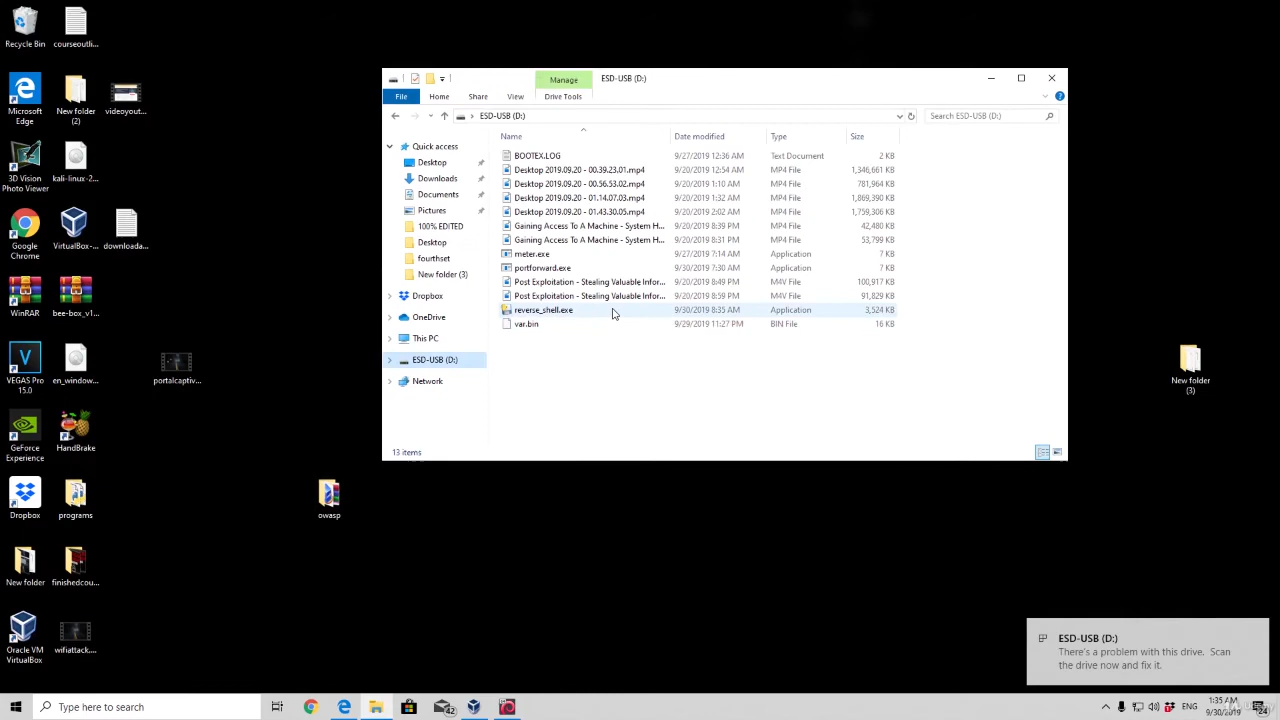 Recycle Bin
courseoutli...
Microsoft Edge
New folder (2)
videoyout...
3D Vision Photo Viewer
kali-linux-2...
Google Chrome
VirtualBox-...
downloada...
WinRAR
bee-box_v1...
VEGAS Pro 15.0
en_window...
portalcaptiv...
GeForce Experience
HandBrake
Dropbox
programs
owasp
New folder
finishedcou...
Oracle VM VirtualBox
wifiattack....
New folder (3)
Manage
ESD-USB (D:)
File
Home
Share
View
Drive Tools
ESD-USB (D:)
Search ESD-USB (D:)
Name
Date modified
Type
Size
Quick access
Desktop
Downloads
Documents
Pictures
100% EDITED
Desktop
fourthset
New folder (3)
Dropbox
OneDrive
This PC
ESD-USB (D:)
Network
BOOTEX.LOG 9/27/2019 12:36 AM Text Document 2 KB
Desktop 2019.09.20 - 00.39.23.01.mp4 9/20/2019 12:54 AM MP4 File 1,346,661 KB
Desktop 2019.09.20 - 00.56.53.02.mp4 9/20/2019 1:10 AM MP4 File 781,964 KB
Desktop 2019.09.20 - 01.14.07.03.mp4 9/20/2019 1:32 AM MP4 File 1,869,390 KB
Desktop 2019.09.20 - 01.43.30.05.mp4 9/20/2019 2:02 AM MP4 File 1,759,306 KB
Gaining Access To A Machine - System H... 9/20/2019 8:39 PM MP4 File 42,480 KB
Gaining Access To A Machine - System H... 9/20/2019 8:31 PM MP4 File 53,799 KB
meter.exe 9/27/2019 7:14 AM Application ? KB
portforward.exe 9/30/2019 7:30 AM Application ? KB
Post Exploitation - Stealing Valuable Infor... 9/20/2019 8:49 PM M4V File 100,917 KB
Post Exploitation - Stealing Valuable Infor... 9/20/2019 8:59 PM M4V File 91,829 KB
reverse_shell.exe 9/30/2019 8:35 AM Application 3,524 KB
var.bin 9/29/2019 11:27 PM BIN File 16 KB
13 items
ESD-USB (D:)
There's a problem with this drive. Scan
the drive now and fix it.
Type here to search
42
ENG
1:35 AM
9/30/2019
24